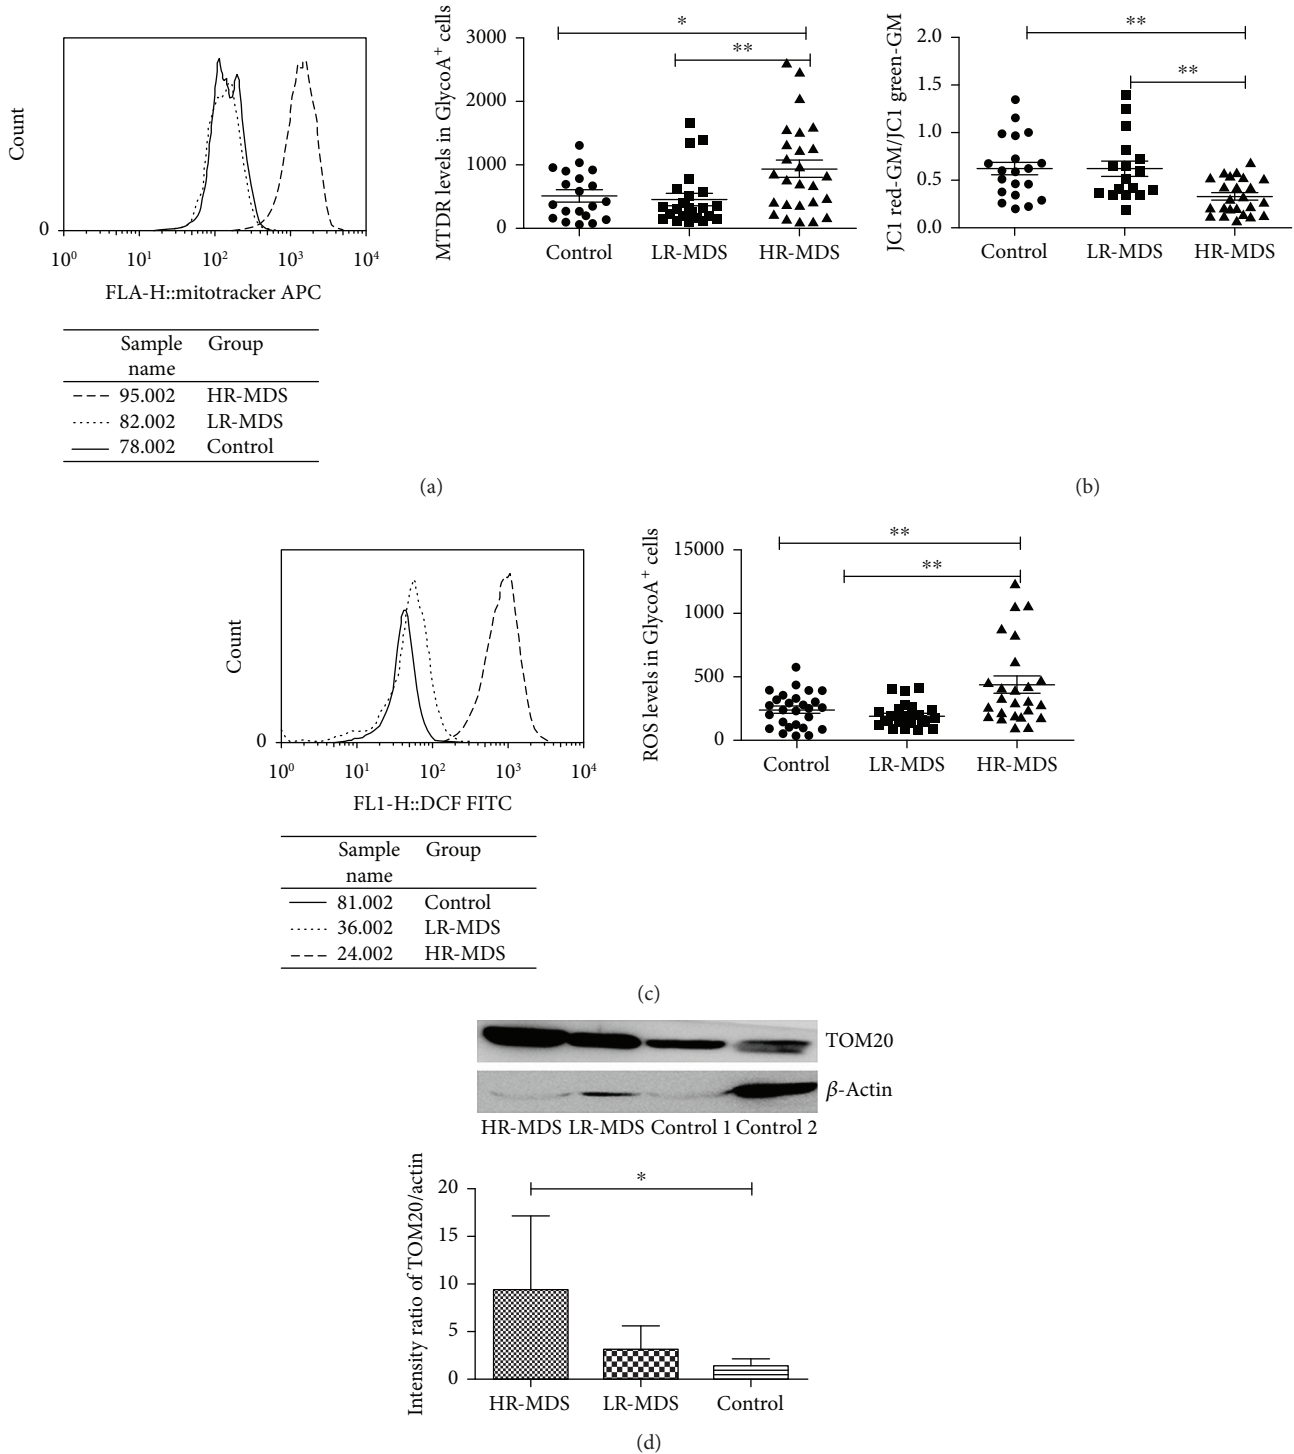 Count
0
10⁰ 10¹ 10² 10³ 10⁴
FLA-H::mitotracker APC
Sample name Group
95.002 HR-MDS
82.002 LR-MDS
78.002 Control
MTDR levels in GlycoA⁺ cells
3000
2000
1000
0
*
**
Control LR-MDS HR-MDS
(a)
JC1 red-GM/JC1 green-GM
2.0
1.5
1.0
0.5
0.0
**
**
Control LR-MDS HR-MDS
(b)
Count
0
10⁰ 10¹ 10² 10³ 10⁴
FL1-H::DCF FITC
Sample name Group
81.002 Control
36.002 LR-MDS
24.002 HR-MDS
ROS levels in GlycoA⁺ cells
15000
1000
500
0
**
**
Control LR-MDS HR-MDS
(c)
TOM20
β-Actin
HR-MDS LR-MDS Control 1 Control 2
Intensity ratio of TOM20/actin
20
15
10
5
0
*
HR-MDS LR-MDS Control
(d)